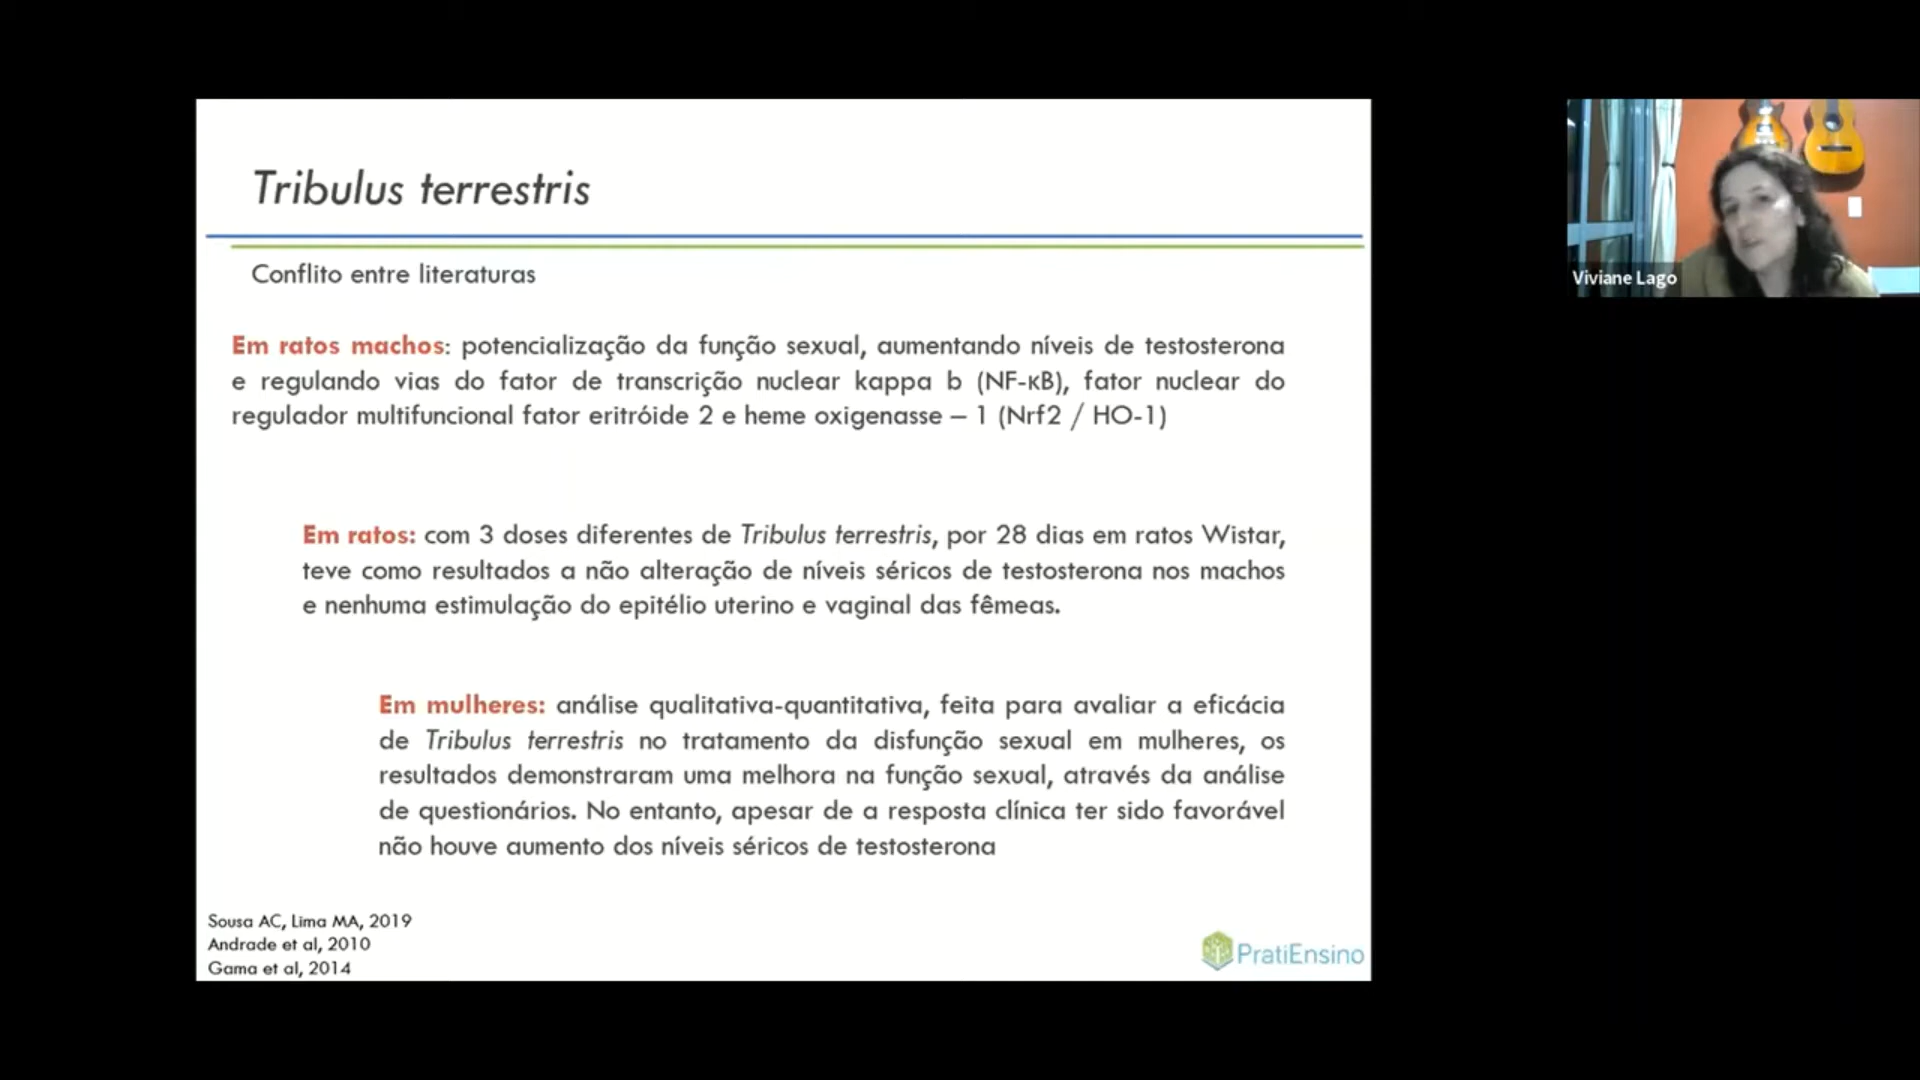 Tribulus terrestris
Conflito entre literaturas
Em ratos machos: potencialização da função sexual, aumentando níveis de testosterona
e regulando vias do fator de transcrição nuclear kappa b (NF-κB), fator nuclear do
regulador multifuncional fator eritróide 2 e heme oxigenasse – 1 (Nrf2 / HO-1)
Em ratos: com 3 doses diferentes de Tribulus terrestris, por 28 dias em ratos Wistar,
teve como resultados a não alteração de níveis séricos de testosterona nos machos
e nenhuma estimulação do epitélio uterino e vaginal das fêmeas.
Em mulheres: análise qualitativa-quantitativa, feita para avaliar a eficácia
de Tribulus terrestris no tratamento da disfunção sexual em mulheres, os
resultados demonstraram uma melhora na função sexual, através da análise
de questionários. No entanto, apesar de a resposta clínica ter sido favorável
não houve aumento dos níveis séricos de testosterona
Sousa AC, Lima MA, 2019
Andrade et al, 2010
Gama et al, 2014
PratiEnsino
Viviane Lago